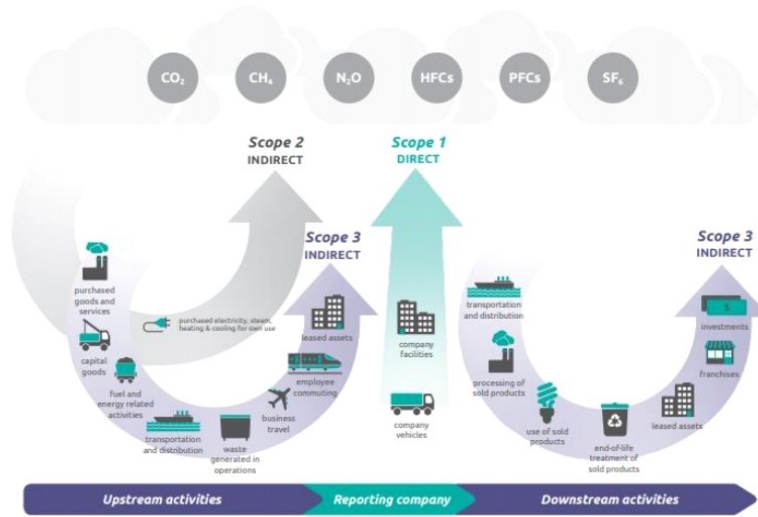 CO₂
CH₄
N₂O
HFCs
PFCs
SF₆
Scope 2
INDIRECT
Scope 1
DIRECT
Scope 3
INDIRECT
Scope 3
INDIRECT
purchased
goods and
services
capital
goods
fuel and
energy related
activities
transportation
and distribution
waste
generated in
operations
business
travel
employee
commuting
leased assets
purchased electricity, steam,
heating & cooling for own use
company
facilities
company
vehicles
transportation
and distribution
processing of
sold products
use of sold
products
end-of-life
treatment of
sold products
leased assets
franchises
investments
$
Upstream activities
Reporting company
Downstream activities